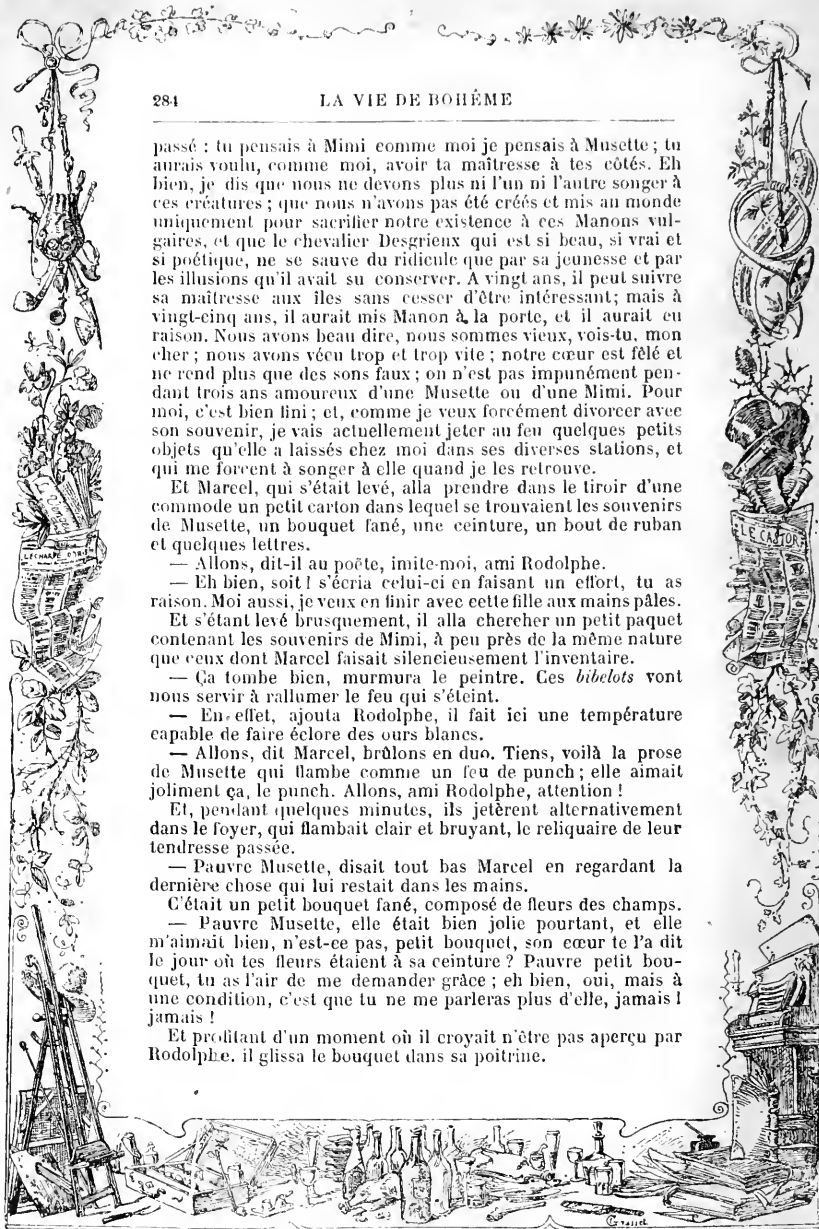 284 LA VIE DE BOHÊME
passé : tu pensais à Mimi comme moi je pensais à Musette ; tu
aurais voulu, comme moi, avoir ta maîtresse à tes côtés. Eh
bien, je dis que nous ne devons plus ni l'un ni l'autre songer à
ces créatures ; que nous n'avons pas été créés et mis au monde
uniquement pour sacrifier notre existence à ces Manons vul-
gaires, et que le chevalier Desgrieux qui est si beau, si vrai et
si poétique, ne se sauve du ridicule que par sa jeunesse et par
les illusions qu'il avait su conserver. A vingt ans, il peut suivre
sa maîtresse aux îles sans cesser d'être intéressant; mais à
vingt-cinq ans, il aurait mis Manon à la porte, et il aurait eu
raison. Nous avons beau dire, nous sommes vieux, vois-tu, mon
cher ; nous avons vécu trop et trop vite ; notre cœur est fêlé et
ne rend plus que des sons faux ; on n'est pas impunément pen-
dant trois ans amoureux d'une Musette ou d'une Mimi. Pour
moi, c'est bien fini ; et, comme je veux forcément divorcer avec
son souvenir, je vais actuellement jeter au feu quelques petits
objets qu'elle a laissés chez moi dans ses diverses stations, et
qui me forcent à songer à elle quand je les retrouve.
Et Marcel, qui s'était levé, alla prendre dans le tiroir d'une
commode un petit carton dans lequel se trouvaient les souvenirs
de Musette, un bouquet fané, une ceinture, un bout de ruban
et quelques lettres.
— Allons, dit-il au poëte, imite-moi, ami Rodolphe.
— Eh bien, soit ! s'écria celui-ci en faisant un effort, tu as
raison. Moi aussi, je veux en finir avec cette fille aux mains pâles.
Et s'étant levé brusquement, il alla chercher un petit paquet
contenant les souvenirs de Mimi, à peu près de la même nature
que ceux dont Marcel faisait silencieusement l'inventaire.
— Ça tombe bien, murmura le peintre. Ces bibelots vont
nous servir à rallumer le feu qui s'éteint.
— En effet, ajouta Rodolphe, il fait ici une température
capable de faire éclore des ours blancs.
— Allons, dit Marcel, brûlons en duo. Tiens, voilà la prose
de Musette qui flambe comme un feu de punch ; elle aimait
joliment ça, le punch. Allons, ami Rodolphe, attention !
Et, pendant quelques minutes, ils jetèrent alternativement
dans le foyer, qui flambait clair et bruyant, le reliquaire de leur
tendresse passée.
— Pauvre Musette, disait tout bas Marcel en regardant la
dernière chose qui lui restait dans les mains.
C'était un petit bouquet fané, composé de fleurs des champs.
— Pauvre Musette, elle était bien jolie pourtant, et elle
m'aimait bien, n'est-ce pas, petit bouquet, son cœur te l'a dit
le jour où tes fleurs étaient à sa ceinture ? Pauvre petit bou-
quet, tu as l'air de me demander grâce ; eh bien, oui, mais à
une condition, c'est que tu ne me parleras plus d'elle, jamais !
jamais !
Et profitant d'un moment où il croyait n'être pas aperçu par
Rodolphe. il glissa le bouquet dans sa poitrine.
LE CASTOR